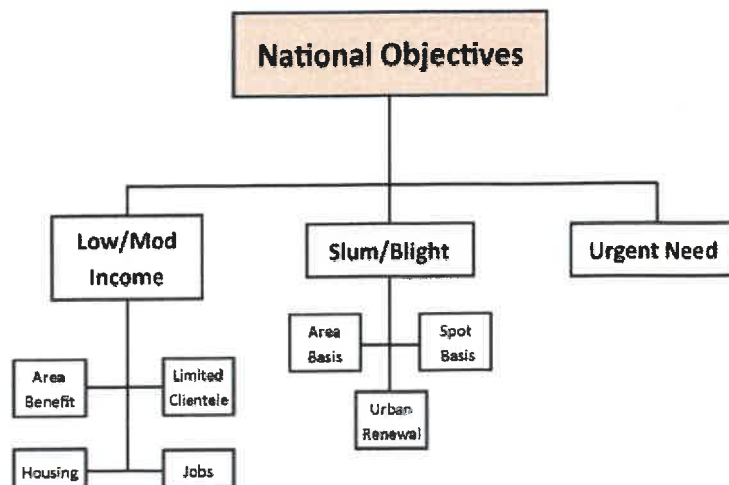 National Objectives
Low/Mod
Income
Slum/Blight
Urgent Need
Area
Basis
Spot
Basis
Urban
Renewal
Area
Benefit
Limited
Clientele
Housing
Jobs